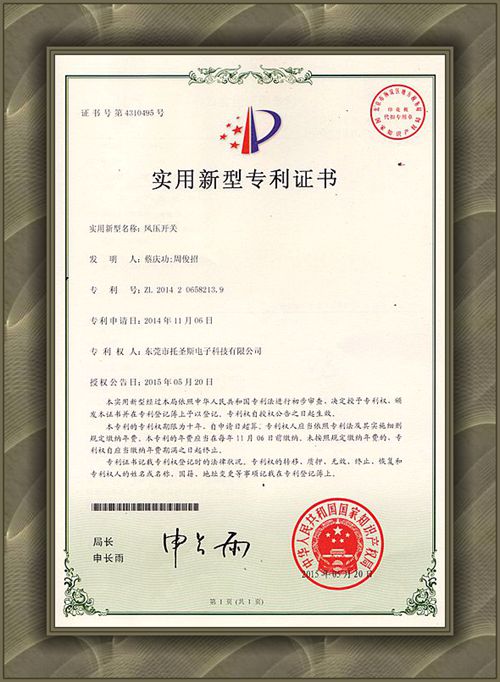 证书号第4310495号
印花税
代扣专用章
实用新型专利证书
实用新型名称：风压开关
发 明 人：蔡庆功;周俊招
专 利 号：ZL 2014 2 0658213.9
专利申请日：2014年11月06日
专 利 权 人：东莞市托圣斯电子科技有限公司
授权公告日：2015年05月20日
本实用新型经过本局依照中华人民共和国专利法进行初步审查，决定授予专利权，颁
发本证书并在专利登记簿上予以登记。专利权自授权公告之日起生效。
本专利的专利权期限为十年，自申请日起算。专利权人应当依照专利法及其实施细则
规定缴纳年费。本专利的年费应当在每年11月06日前缴纳。未按照规定缴纳年费的，专
利权自应当缴纳年费期满之日起终止。
专利证书记载专利权登记时的法律状况。专利权的转移、质押、无效、终止、恢复和
专利权人的姓名或名称、国籍、地址变更等事项记载在专利登记簿上。
局长
申长雨
申长雨
中华人民共和国国家知识产权局
2015年05月20日
第 1 页 (共 1 页)